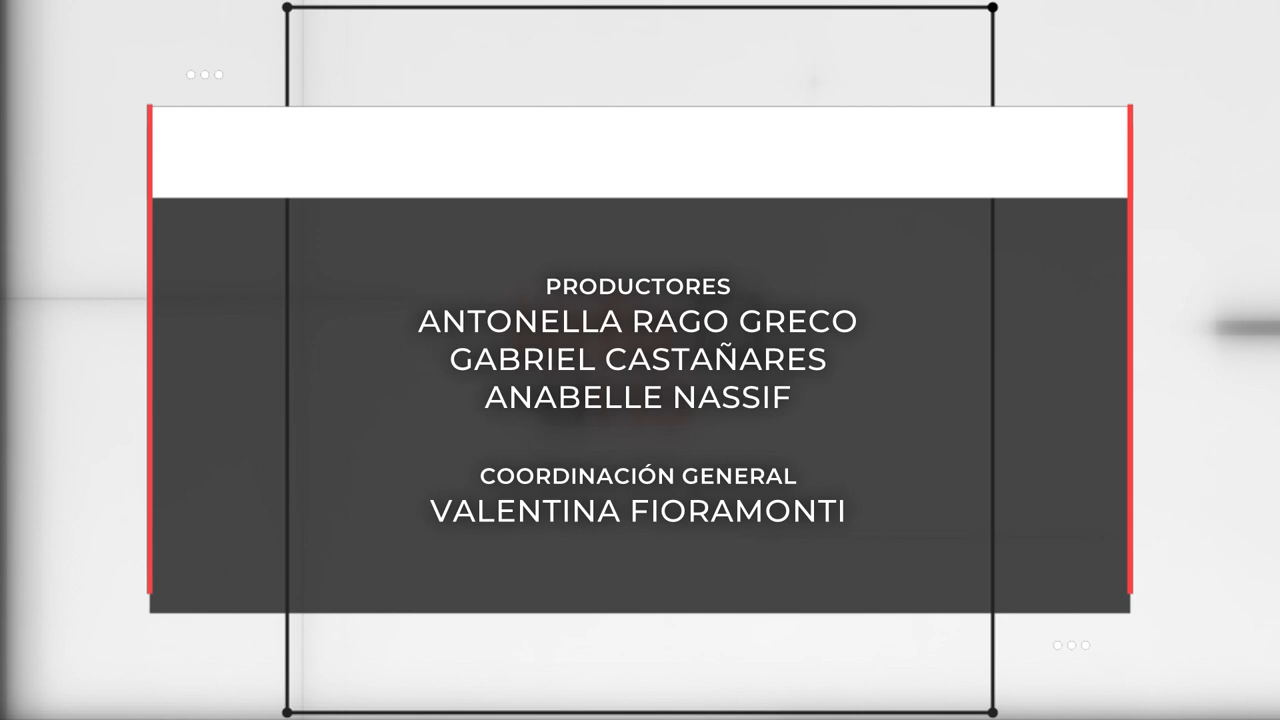 PRODUCTORES
ANTONELLA RAGO GRECO
GABRIEL CASTAÑARES
ANABELLE NASSIF
COORDINACIÓN GENERAL
VALENTINA FIORAMONTI